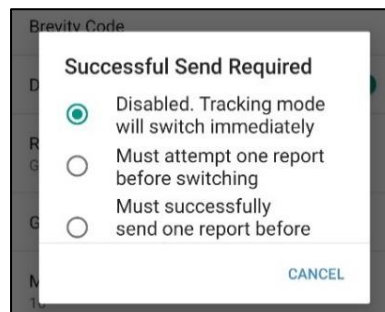 Brevity Code
D
Successful Send Required
Disabled. Tracking mode
will switch immediately
R
G
Must attempt one report
before switching
G
Must successfully
send one report before
CANCEL
M
10